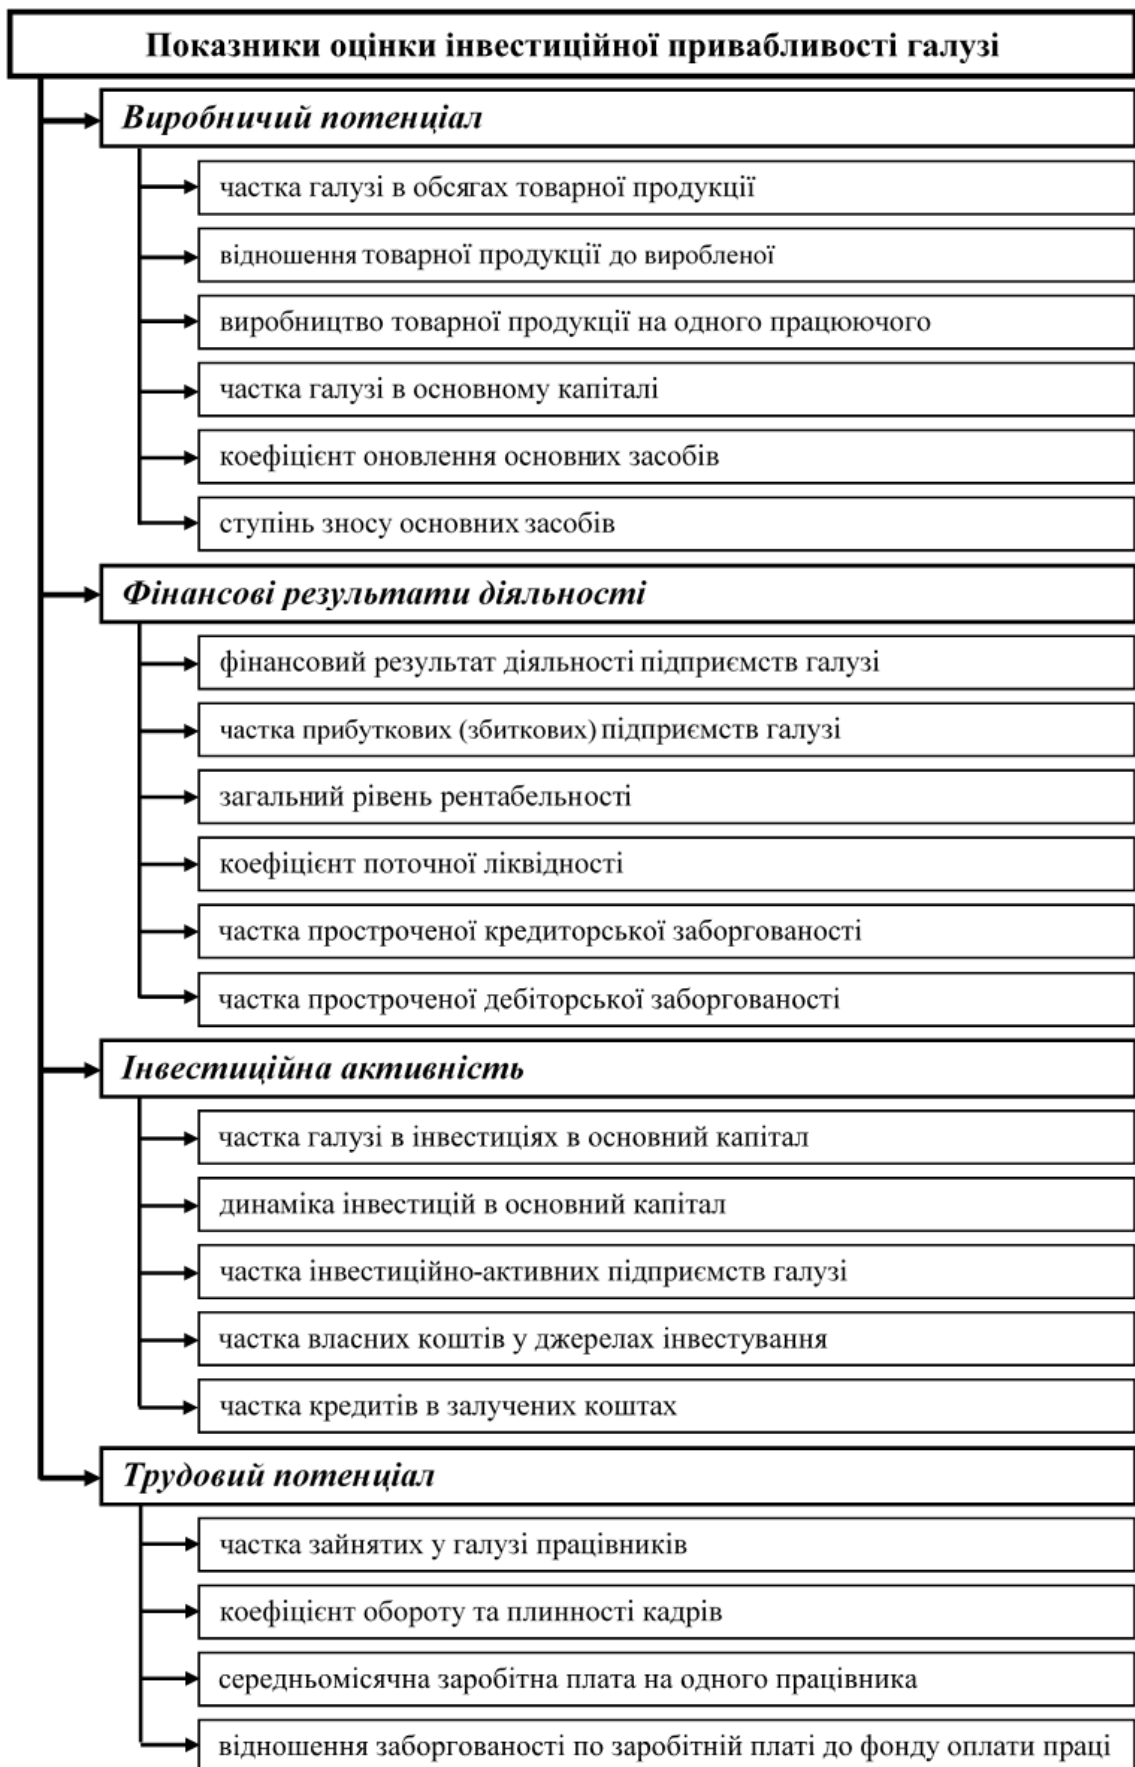 Показники оцінки інвестиційної привабливості галузі
Виробничий потенціал
частка галузі в обсягах товарної продукції
відношення товарної продукції до виробленої
виробництво товарної продукції на одного працюючого
частка галузі в основному капіталі
коефіцієнт оновлення основних засобів
ступінь зносу основних засобів
Фінансові результати діяльності
фінансовий результат діяльності підприємств галузі
частка прибуткових (збиткових) підприємств галузі
загальний рівень рентабельності
коефіцієнт поточної ліквідності
частка простроченої кредиторської заборгованості
частка простроченої дебіторської заборгованості
Інвестиційна активність
частка галузі в інвестиціях в основний капітал
динаміка інвестицій в основний капітал
частка інвестиційно-активних підприємств галузі
частка власних коштів у джерелах інвестування
частка кредитів в залучених коштах
Трудовий потенціал
частка зайнятих у галузі працівників
коефіцієнт обороту та плинності кадрів
середньомісячна заробітна плата на одного працівника
відношення заборгованості по заробітній платі до фонду оплати праці